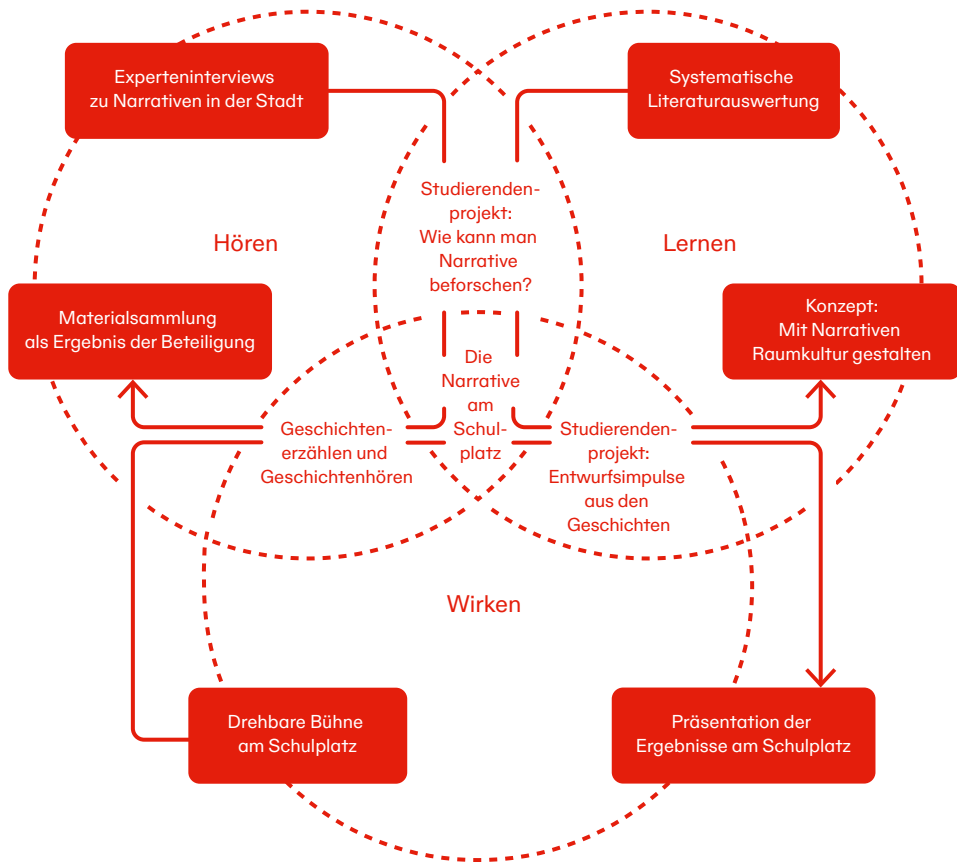 Experteninterviews
zu Narrativen in der Stadt
Systematische
Literaturauswertung
Studierenden-
projekt:
Wie kann man
Narrative
beforschen?
Hören
Lernen
Materialsammlung
als Ergebnis der Beteiligung
Konzept:
Mit Narrativen
Raumkultur gestalten
Die
Narrative
am
Schul-
platz
Geschichten-
erzählen und
Geschichtenhören
Studierenden-
projekt:
Entwurfsimpulse
aus den
Geschichten
Wirken
Drehbare Bühne
am Schulplatz
Präsentation der
Ergebnisse am Schulplatz